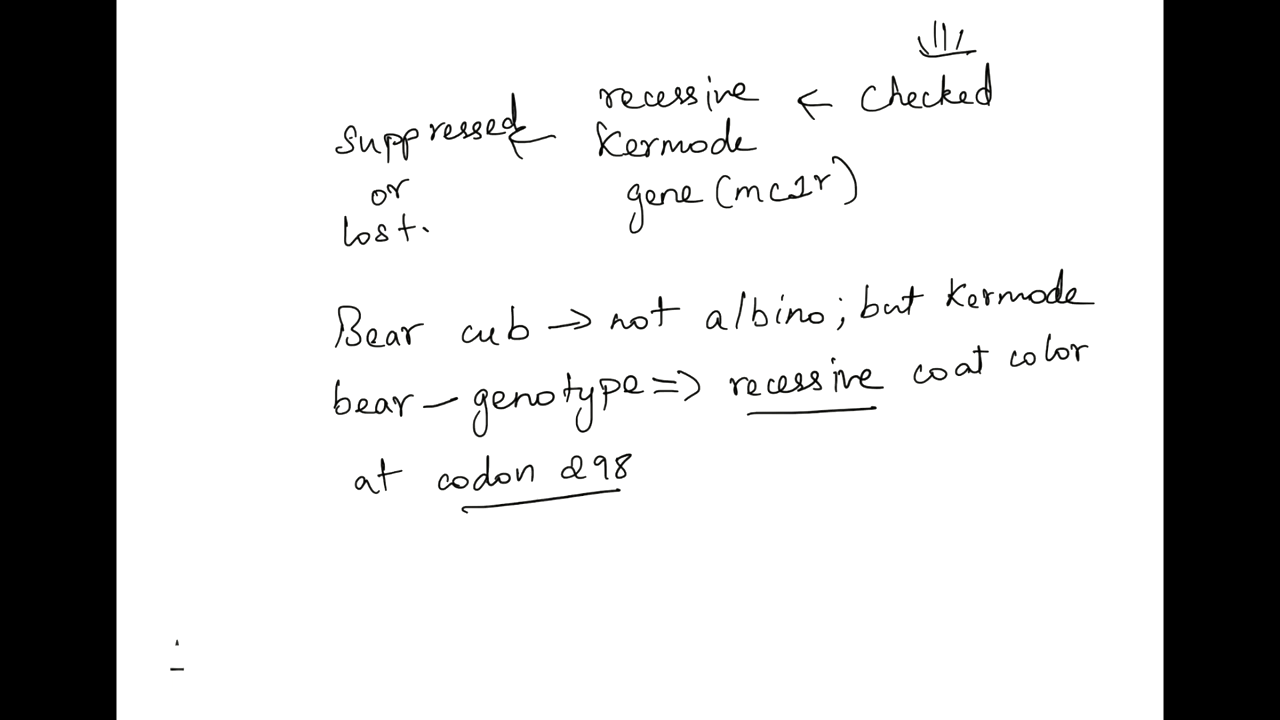 recessive ← checked
suppressed ← Kermode
or gene (mc1r)
lost.
Bear cub → not albino; but Kermode
bear – genotype => recessive coat color
at codon 298